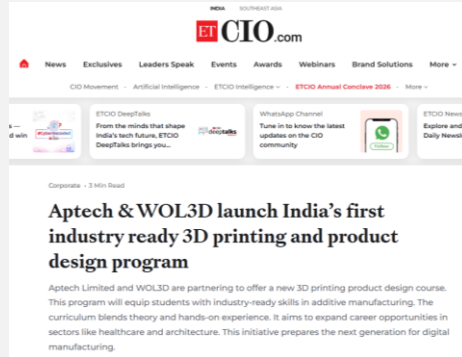 INDIA SOUTHEAST ASIA
ET CIO.com
News Exclusives Leaders Speak Events Awards Webinars Brand Solutions More
CIO Movement · Artificial Intelligence · ETCIO Intelligence · ETCIO Annual Conclave 2026 · More
s —
d win
ETCIO DeepTalks
From the minds that shape
India's tech future, ETCIO
DeepTalks brings you...
deeptalks
WhatsApp Channel
Tune in to know the latest
updates on the CIO
community
Follow
ETCIO News
Explore and
Daily Newsl
Corporate · 3 Min Read
Aptech & WOL3D launch India's first
industry ready 3D printing and product
design program
Aptech Limited and WOL3D are partnering to offer a new 3D printing product design course.
This program will equip students with industry-ready skills in additive manufacturing. The
curriculum blends theory and hands-on experience. It aims to expand career opportunities in
sectors like healthcare and architecture. This initiative prepares the next generation for digital
manufacturing.